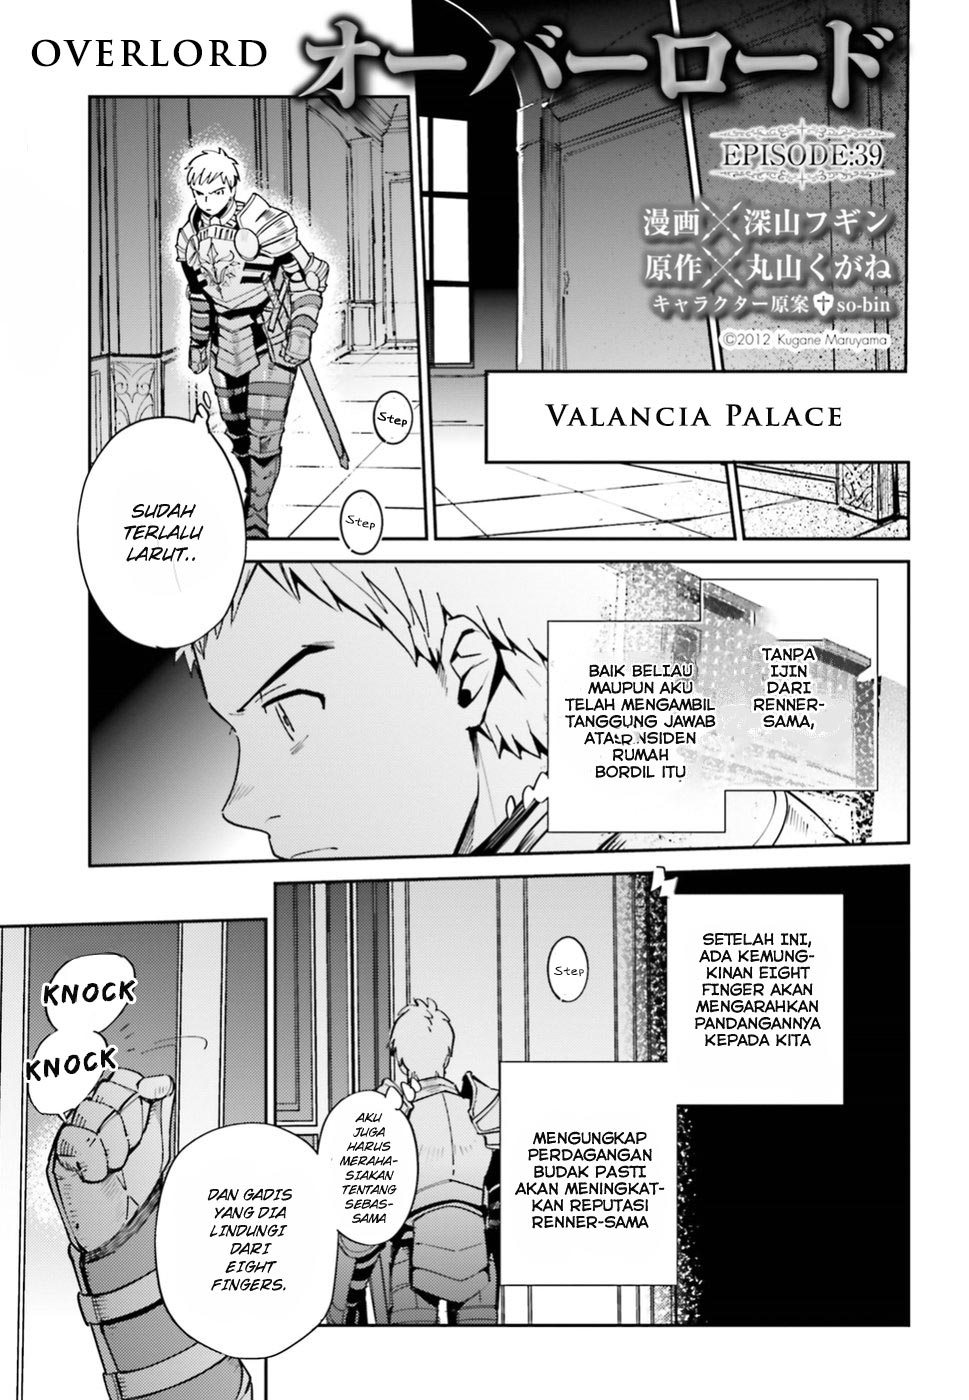 OVERLORD
オーバーロード
EPISODE:39
漫画×深山フギン
原作×丸山くがね
キャラクター原案 so-bin
©2012 Kugane Maruyama
VALANCIA PALACE
Step
Step
SUDAH
TERLALU
LARUT..
TANPA
IJIN
DARI
RENNER-
SAMA,
BAIK BELIAU
MAUPUN AKU
TELAH MENGAMBIL
TANGGUNG JAWAB
ATAS INSIDEN
RUMAH
BORDIL ITU
SETELAH INI,
ADA KEMUNG-
KINAN EIGHT
FINGER AKAN
MENGARAHKAN
PANDANGANNYA
KEPADA KITA
Step
MENGUNGKAP
PERDAGANGAN
BUDAK PASTI
AKAN MENINGKAT-
KAN REPUTASI
RENNER-SAMA
AKU
JUGA
HARUS
MERAHA-
SIAKAN
TENTANG
SEBAS-
SAMA
DAN GADIS
YANG DIA
LINDUNGI
DARI
EIGHT
FINGERS.
KNOCK
KNOCK